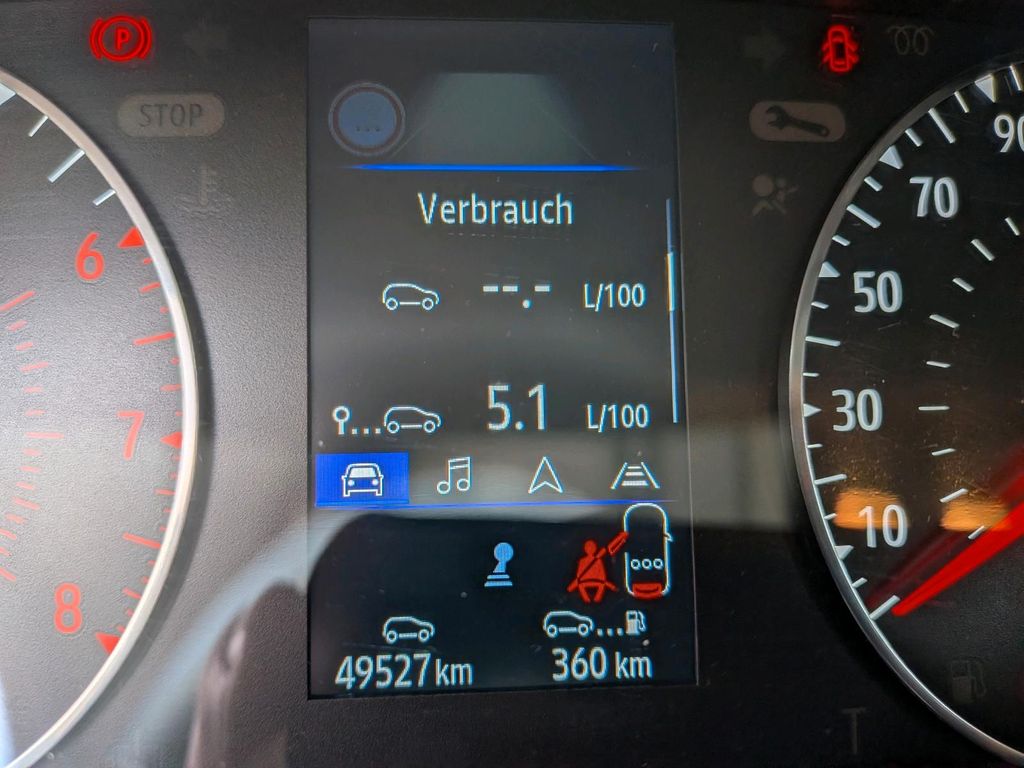 P
STOP
...
Verbrauch
--.- L/100
... 5.1 L/100
...
49527 km 360 km
6
7
8
90
70
50
30
10